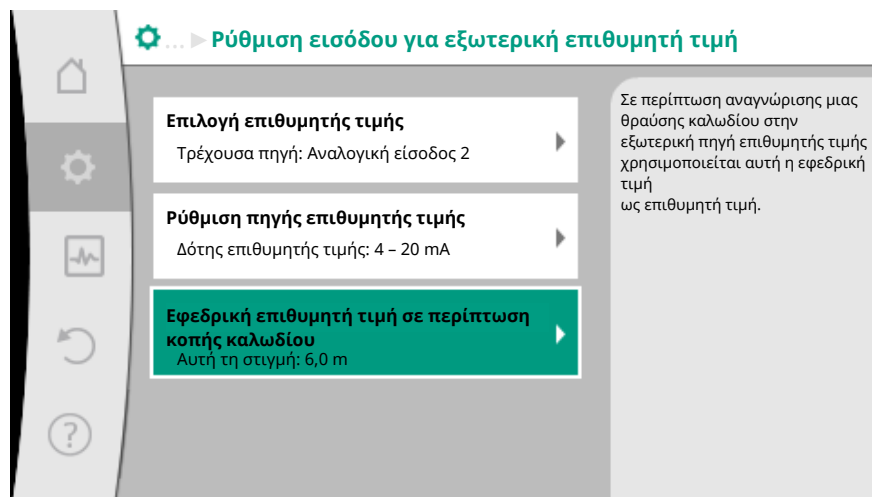 ... ▶ Ρύθμιση εισόδου για εξωτερική επιθυμητή τιμή
Επιλογή επιθυμητής τιμής
Τρέχουσα πηγή: Αναλογική είσοδος 2
Ρύθμιση πηγής επιθυμητής τιμής
Δότης επιθυμητής τιμής: 4 – 20 mA
Εφεδρική επιθυμητή τιμή σε περίπτωση
κοπής καλωδίου
Αυτή τη στιγμή: 6,0 m
Σε περίπτωση αναγνώρισης μιας
θραύσης καλωδίου στην
εξωτερική πηγή επιθυμητής τιμής
χρησιμοποιείται αυτή η εφεδρική
τιμή
ως επιθυμητή τιμή.
?